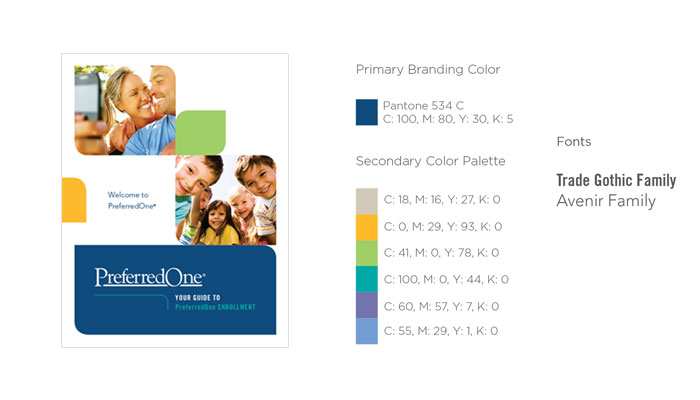 Welcome to
PreferredOne®
PreferredOne®
YOUR GUIDE TO
PreferredOne ENROLLMENT
Primary Branding Color
Pantone 534 C
C: 100, M: 80, Y: 30, K: 5
Secondary Color Palette
C: 18, M: 16, Y: 27, K: 0
C: 0, M: 29, Y: 93, K: 0
C: 41, M: 0, Y: 78, K: 0
C: 100, M: 0, Y: 44, K: 0
C: 60, M: 57, Y: 7, K: 0
C: 55, M: 29, Y: 1, K: 0
Fonts
Trade Gothic Family
Avenir Family